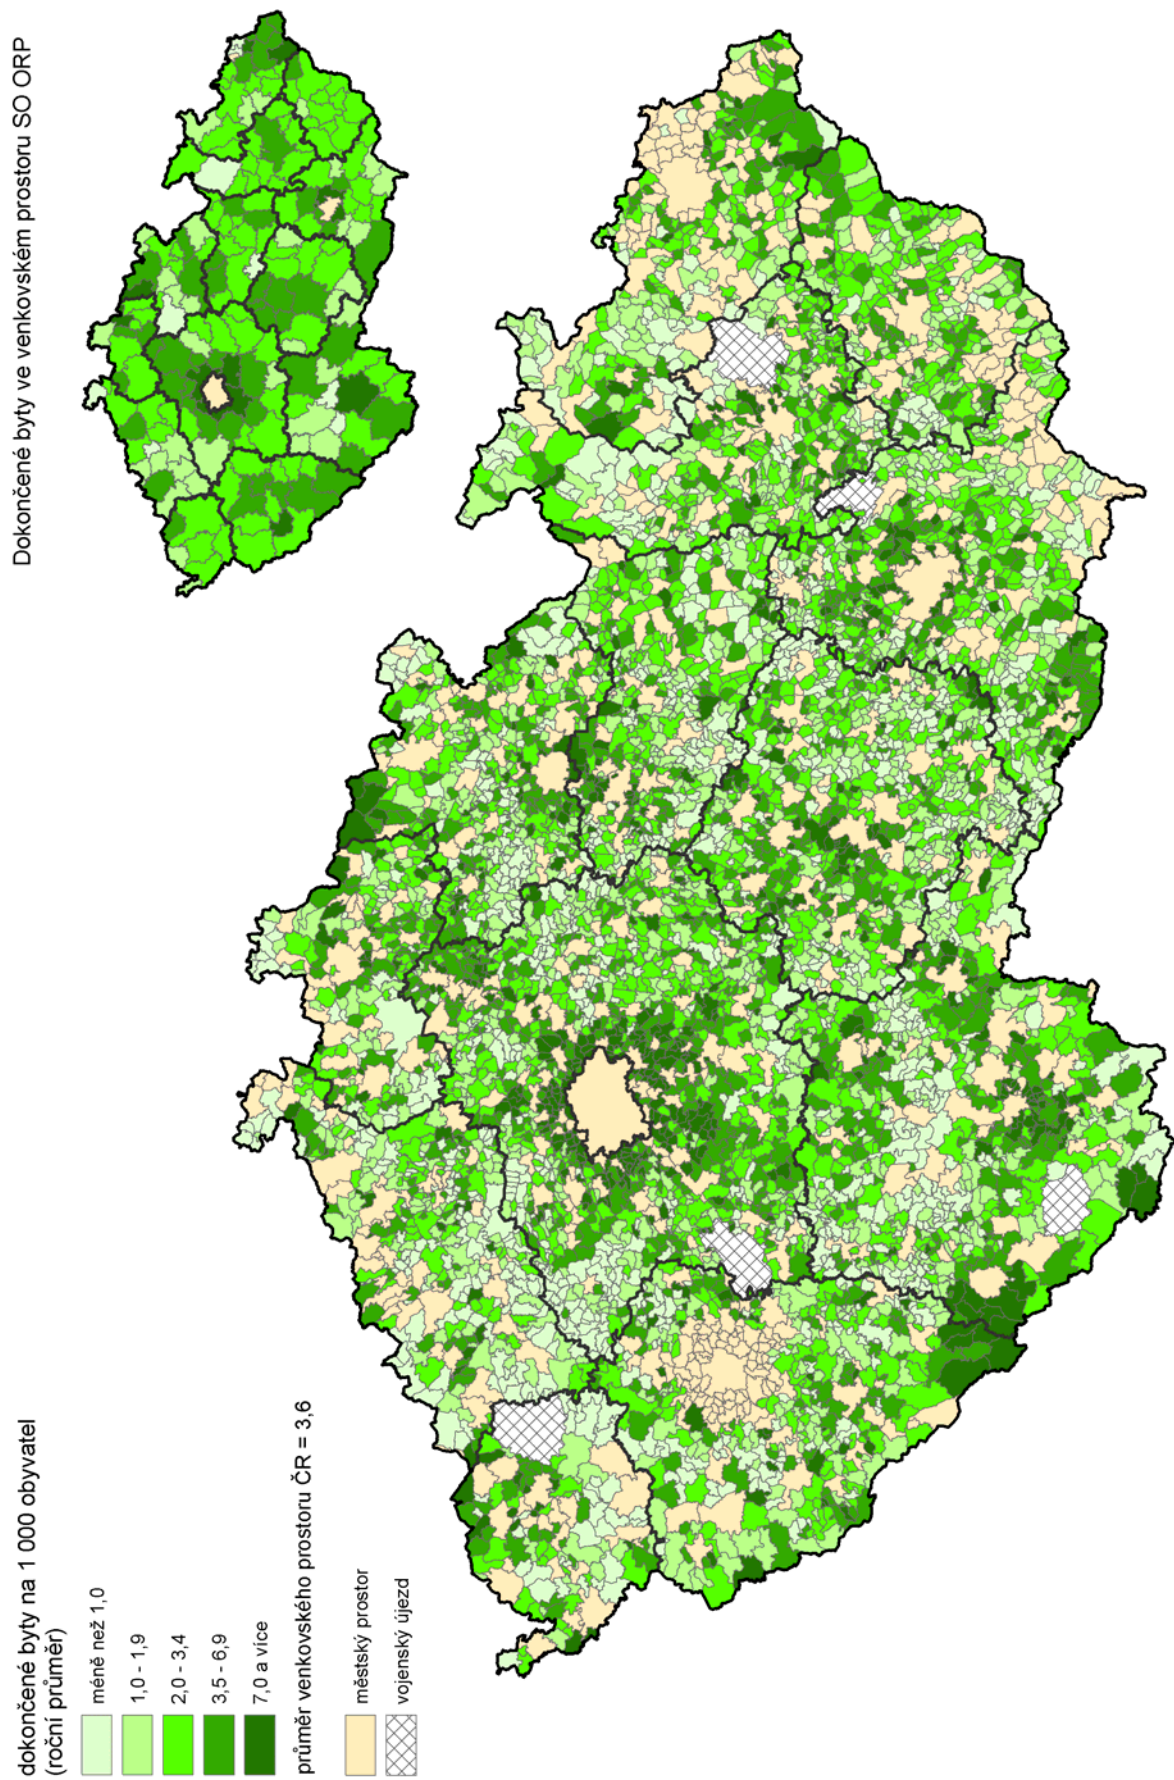 dokončené byty na 1 000 obyvatel
(roční průměr)
méně než 1,0
1,0 - 1,9
2,0 - 3,4
3,5 - 6,9
7,0 a více
průměr venkovského prostoru ČR = 3,6
městský prostor
vojenský újezd
Dokončené byty ve venkovském prostoru SO ORP